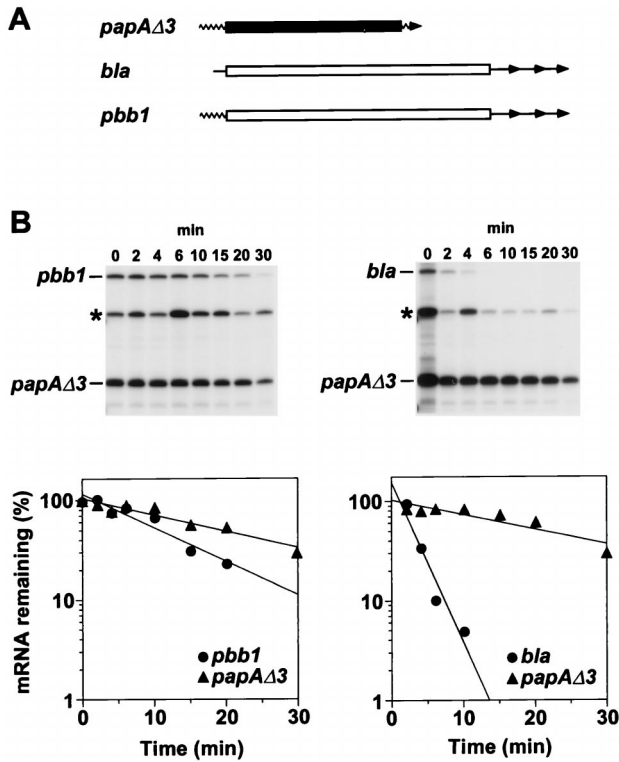 A
papAΔ3
bla
pbb1
B
min
0 2 4 6 10 15 20 30
pbb1
*
papAΔ3
min
0 2 4 6 10 15 20 30
bla
*
papAΔ3
mRNA remaining (%)
100
10
1
0 10 20 30
Time (min)
pbb1
papAΔ3
100
10
1
0 10 20 30
Time (min)
bla
papAΔ3